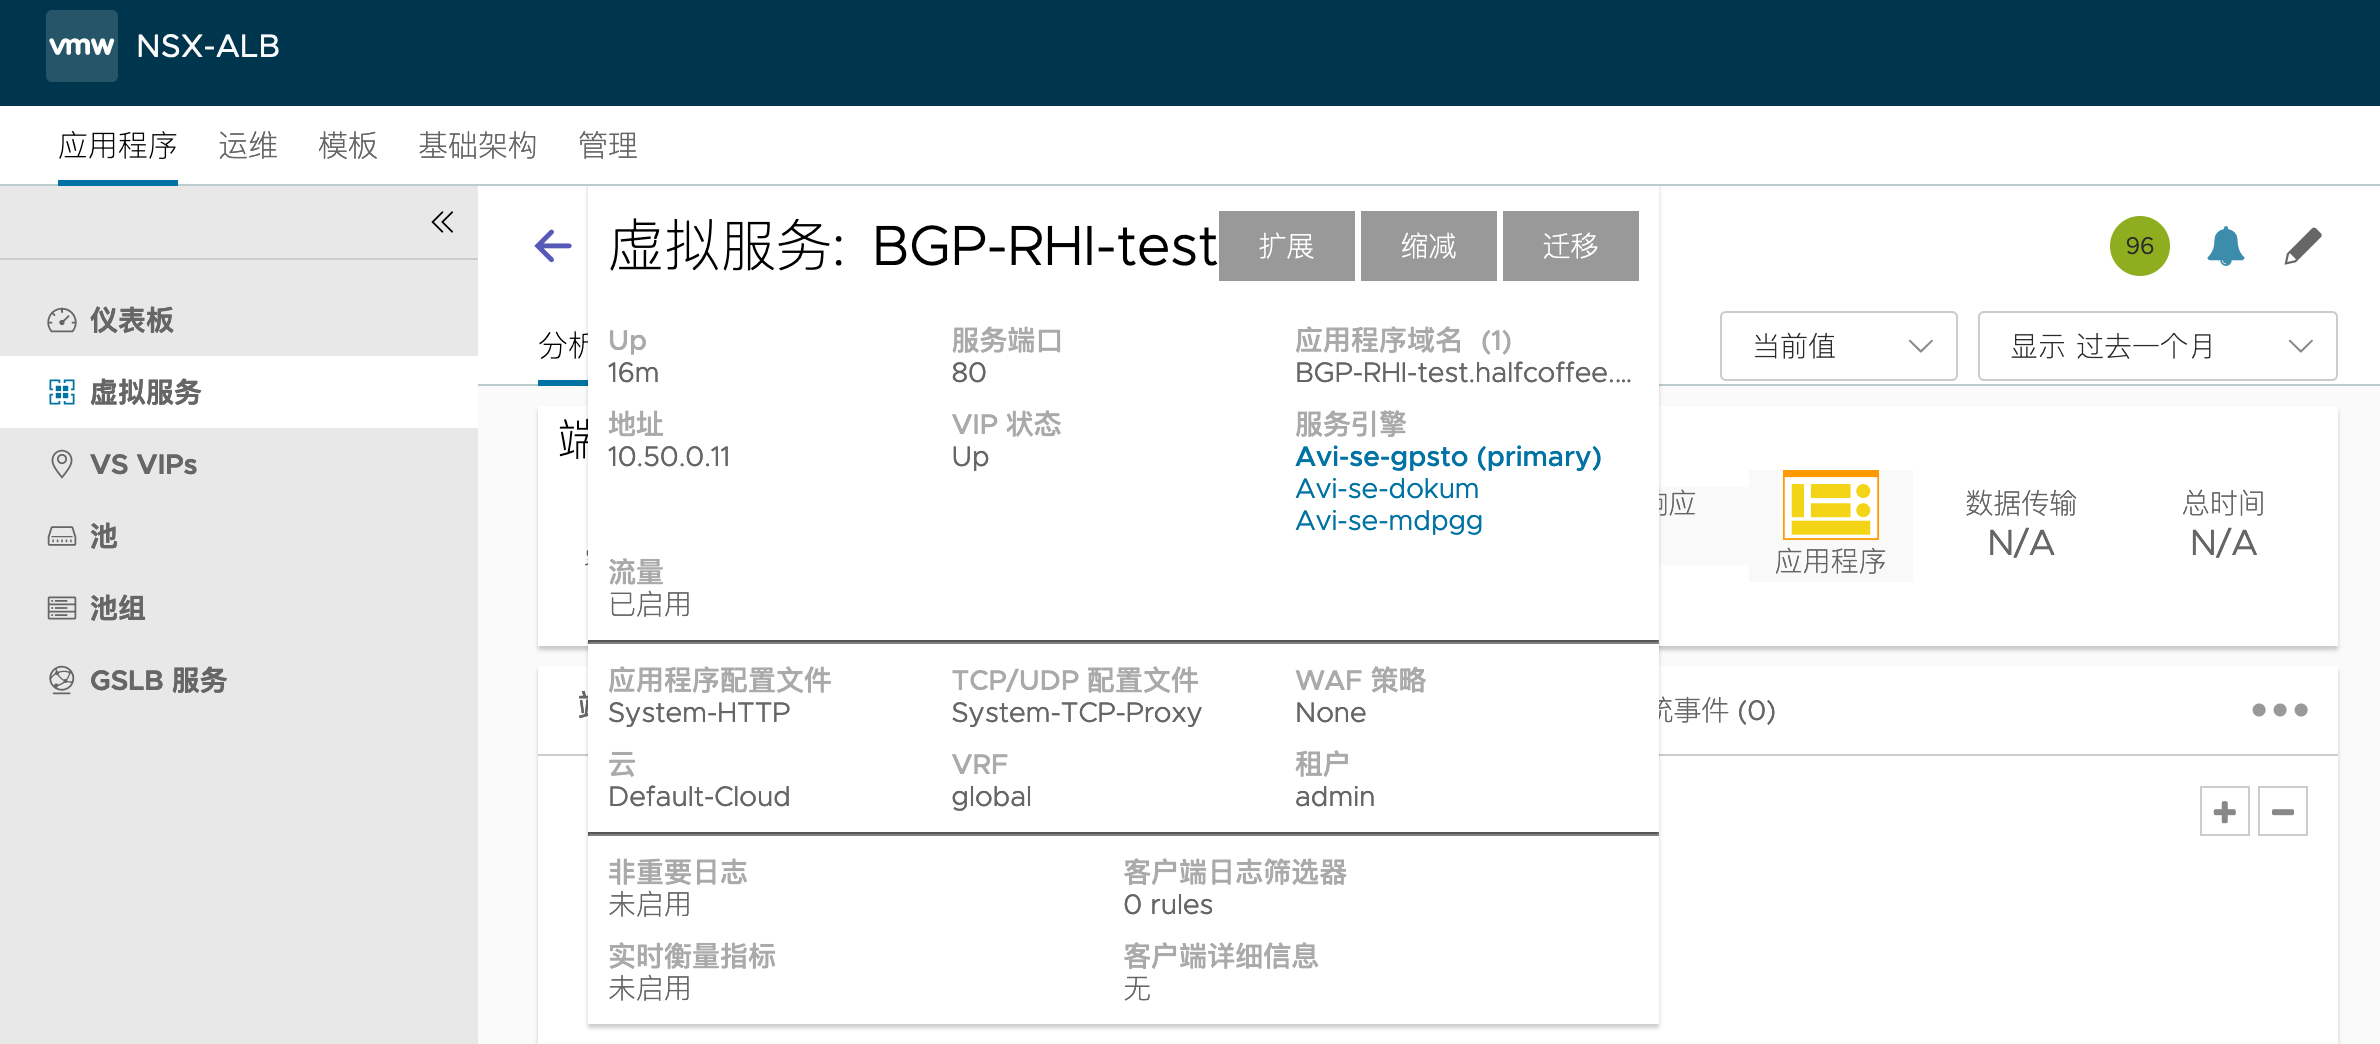 vmw NSX-ALB
应用程序 运维 模板 基础架构 管理
仪表板
虚拟服务
VS VIPs
池
池组
GSLB 服务
虚拟服务: BGP-RHI-test
扩展 缩减 迁移
96
分析
当前值
显示 过去一个月
Up
16m
服务端口
80
应用程序域名 (1)
BGP-RHI-test.halfcoffee....
地址
10.50.0.11
VIP 状态
Up
服务引擎
Avi-se-gpsto (primary)
Avi-se-dokum
Avi-se-mdpgg
流量
已启用
端
响应
应用程序
数据传输
N/A
总时间
N/A
应用程序配置文件
System-HTTP
TCP/UDP 配置文件
System-TCP-Proxy
WAF 策略
None
云
Default-Cloud
VRF
global
租户
admin
统事件 (0)
非重要日志
未启用
客户端日志筛选器
0 rules
实时衡量指标
未启用
客户端详细信息
无